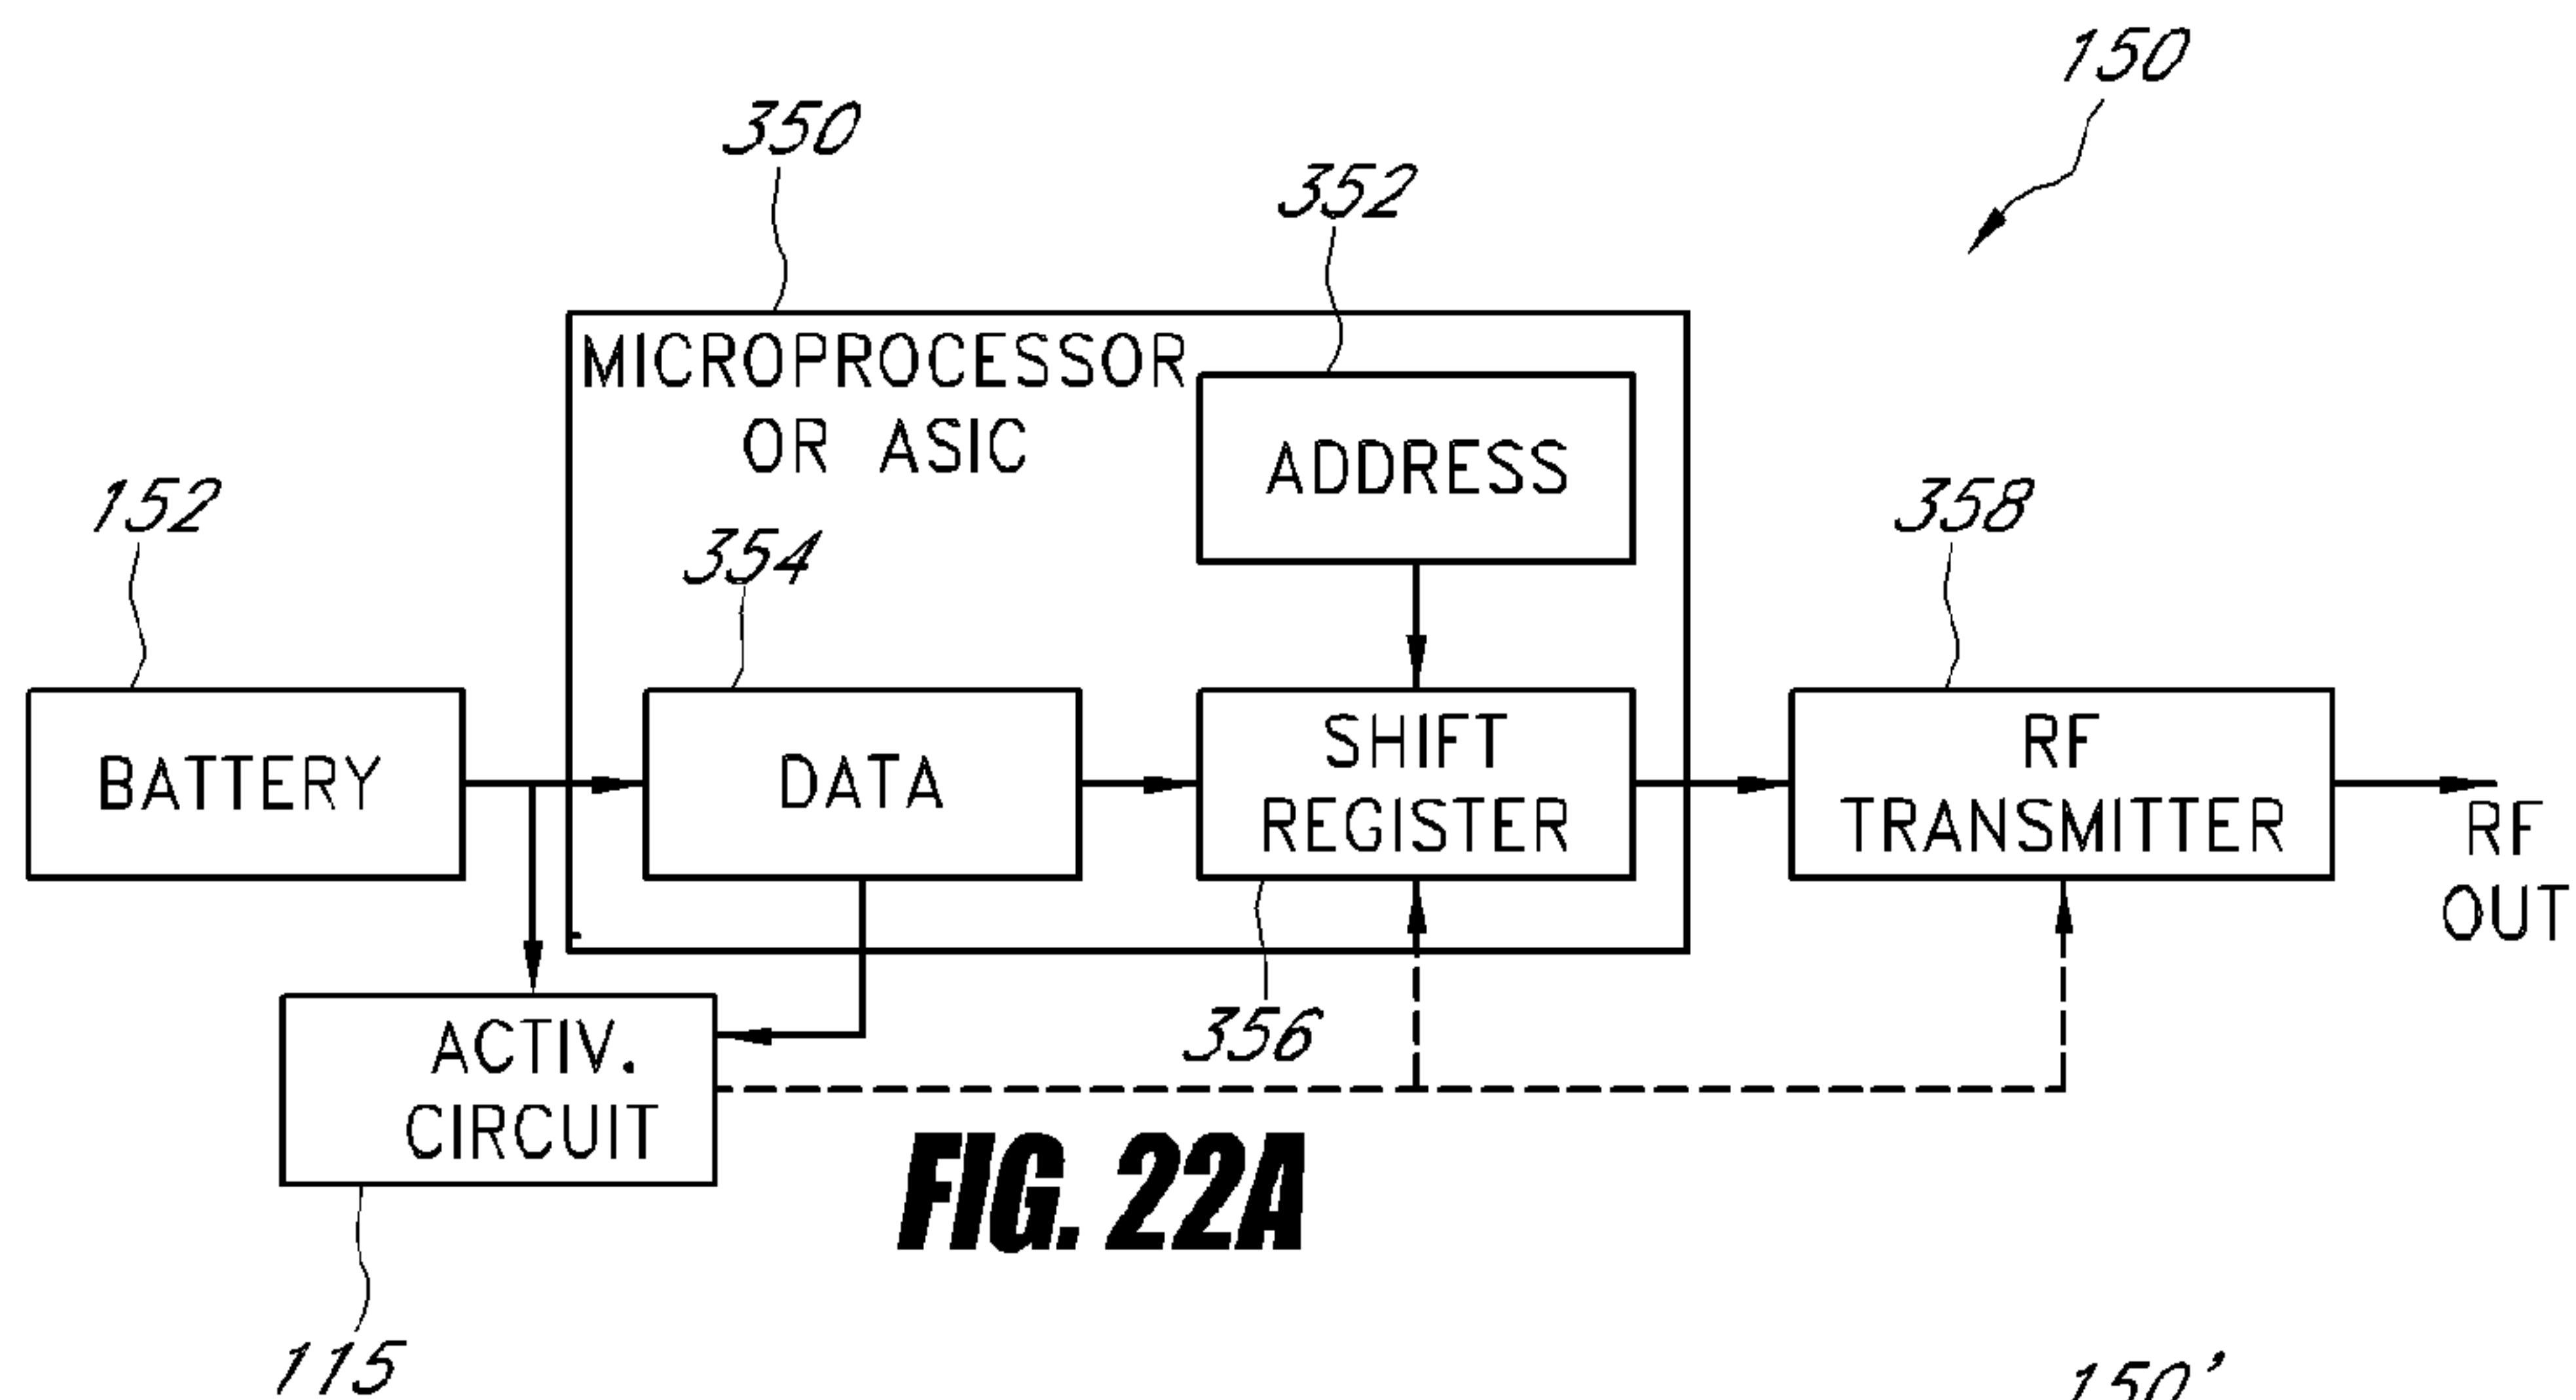 150
350
352
MICROPROCESSOR
OR ASIC
ADDRESS
152
354
358
BATTERY
DATA
SHIFT
REGISTER
RF
TRANSMITTER
RF
OUT
ACTIV.
CIRCUIT
356
FIG. 22A
115
150'